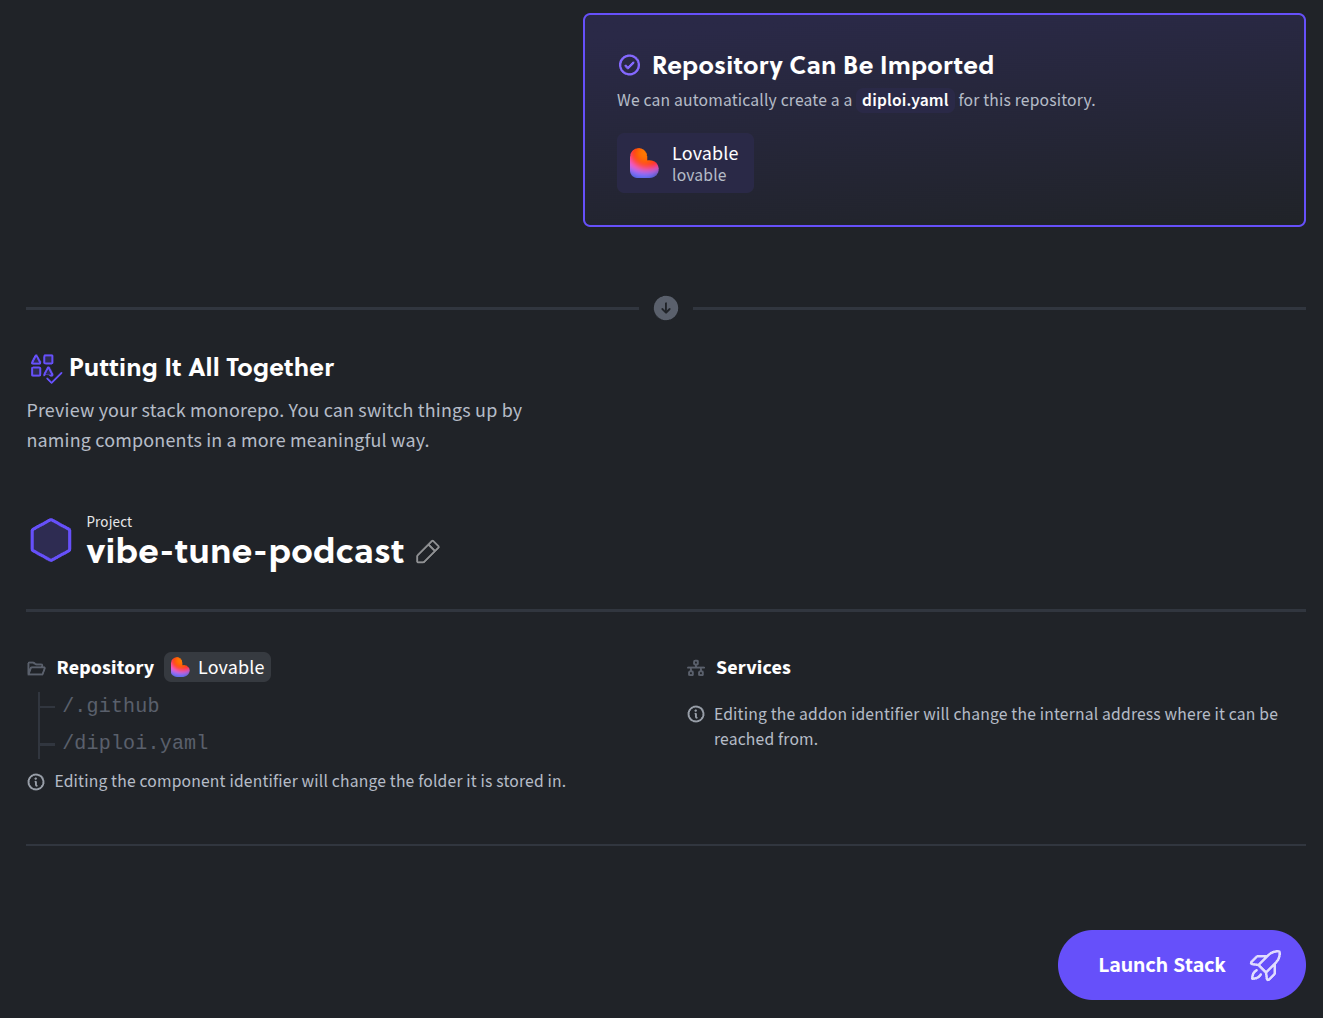 Repository Can Be Imported
We can automatically create a a diploi.yaml for this repository.
Lovable
lovable
Putting It All Together
Preview your stack monorepo. You can switch things up by
naming components in a more meaningful way.
Project
vibe-tune-podcast
Repository Lovable
/.github
/diploi.yaml
Editing the component identifier will change the folder it is stored in.
Services
Editing the addon identifier will change the internal address where it can be
reached from.
Launch Stack